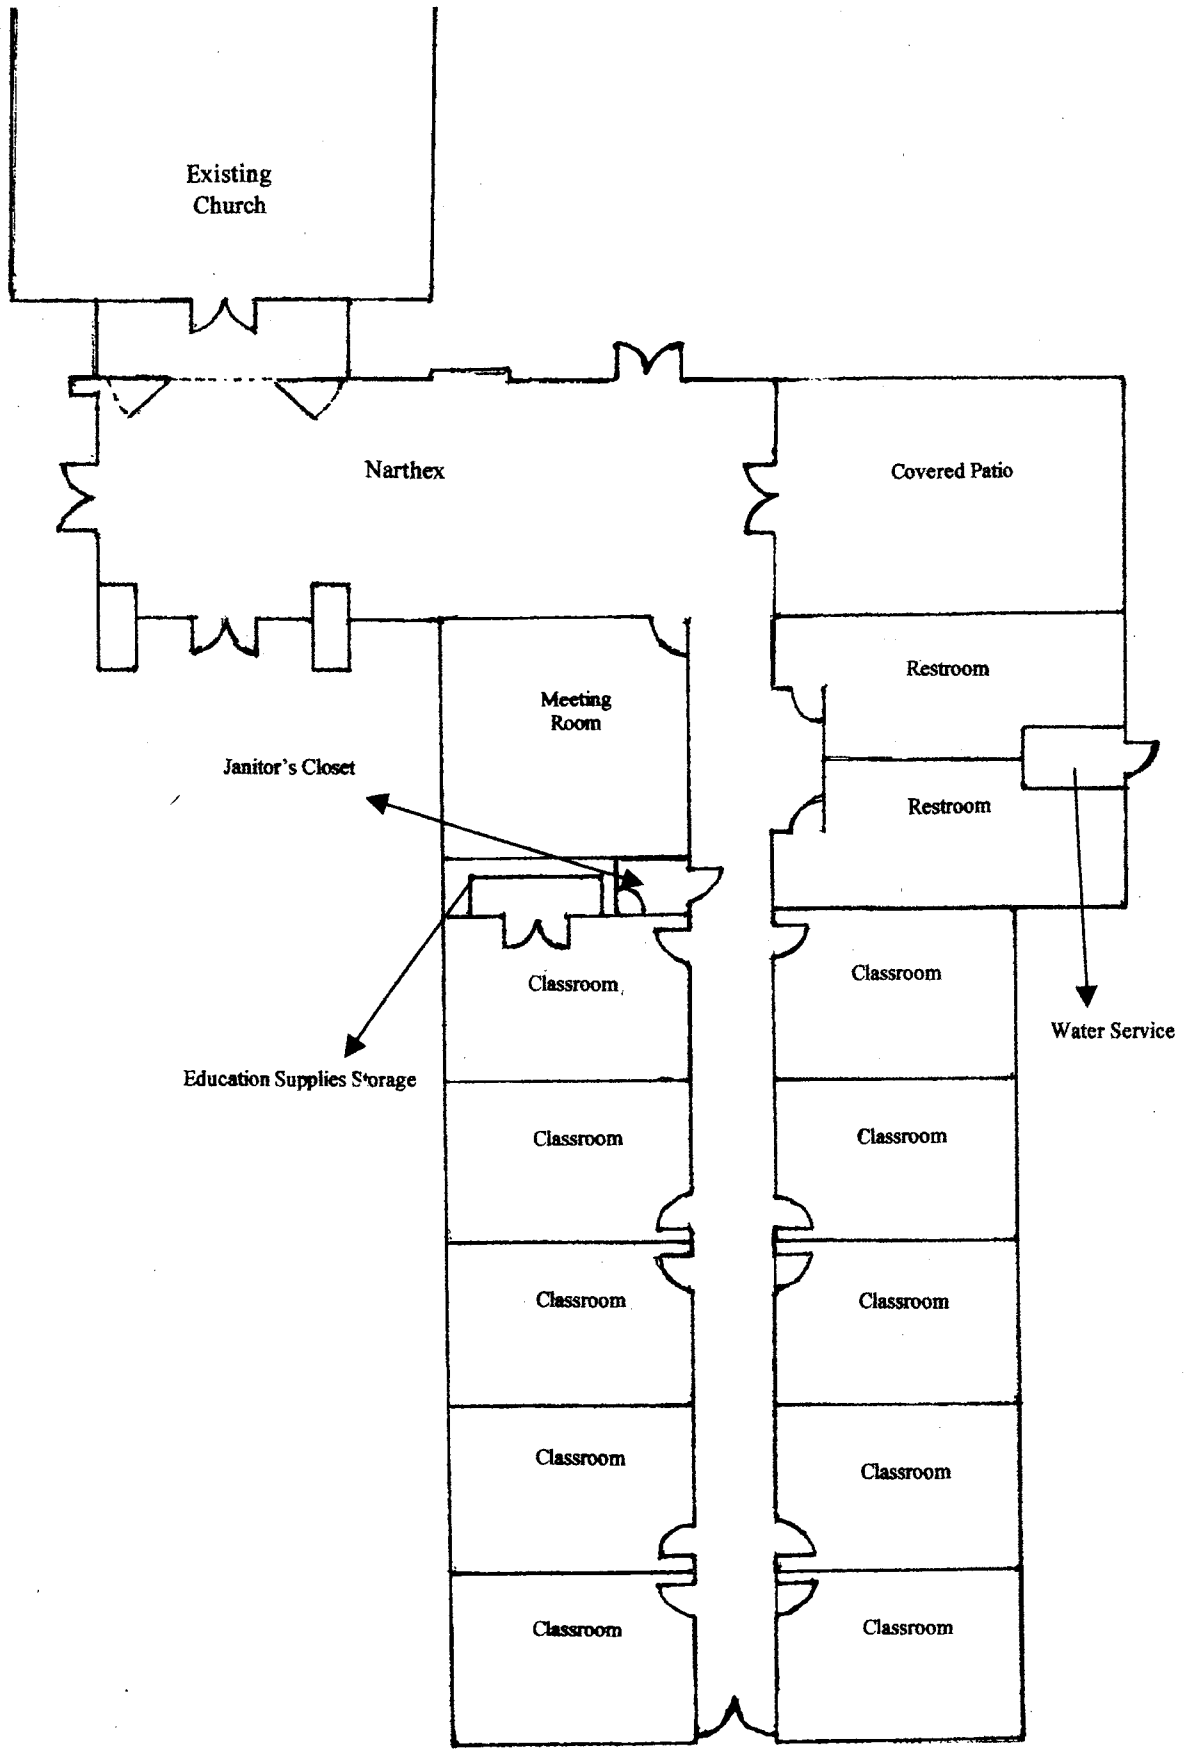 Existing
Church
Narthex
Covered Patio
Restroom
Meeting
Room
Janitor's Closet
Restroom
Classroom
Classroom
Water Service
Education Supplies Storage
Classroom
Classroom
Classroom
Classroom
Classroom
Classroom
Classroom
Classroom